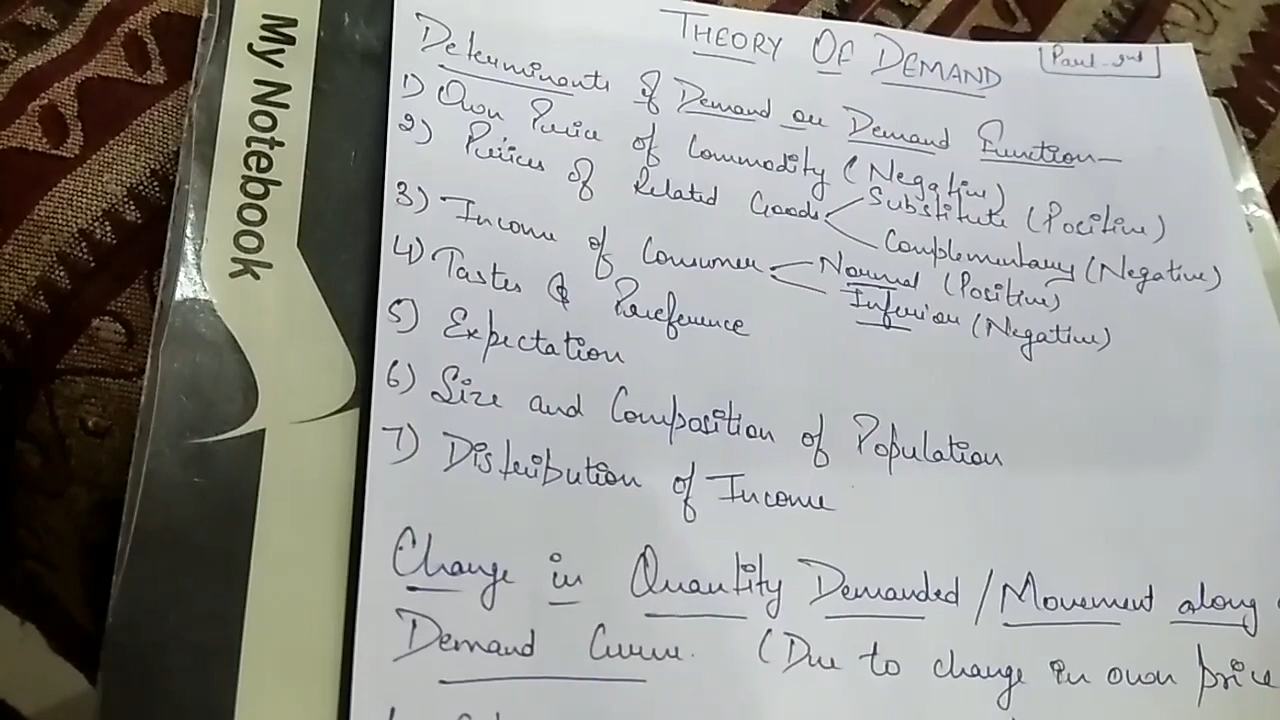 My Notebook
THEORY OF DEMAND
Determinants of Demand or Demand Function-
1) Own Price of Commodity (Negative)
2) Prices of Related Goods Substitute (Positive)
Complementary (Negative)
3) Income of Consumer Normal (Positive)
Inferior (Negative)
4) Tastes & Preference
5) Expectation
6) Size and Composition of Population
7) Distribution of Income
Change in Quantity Demanded / Movement along
Demand Curve. (Due to change in own price